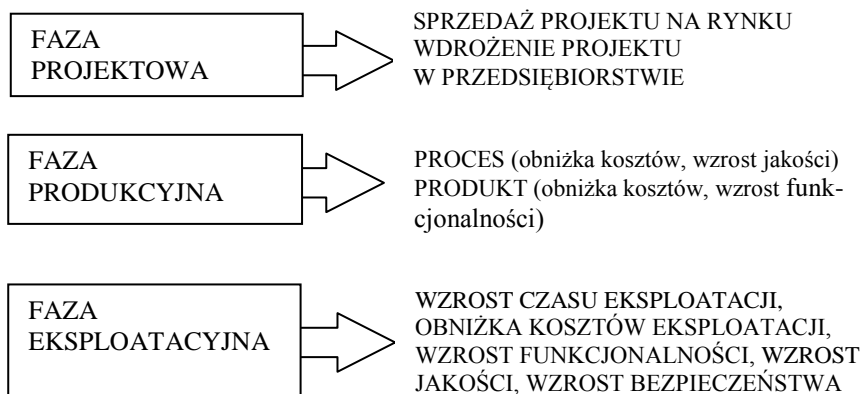 FAZA
PROJEKTOWA
SPRZEDAŻ PROJEKTU NA RYNKU
WDROŻENIE PROJEKTU
W PRZEDSIĘBIORSTWIE
FAZA
PRODUKCYJNA
PROCES (obniżka kosztów, wzrost jakości)
PRODUKT (obniżka kosztów, wzrost funk-
cjonalności)
FAZA
EKSPLOATACYJNA
WZROST CZASU EKSPLOATACJI,
OBNIŻKA KOSZTÓW EKSPLOATACJI,
WZROST FUNKCJONALNOŚCI, WZROST
JAKOŚCI, WZROST BEZPIECZEŃSTWA